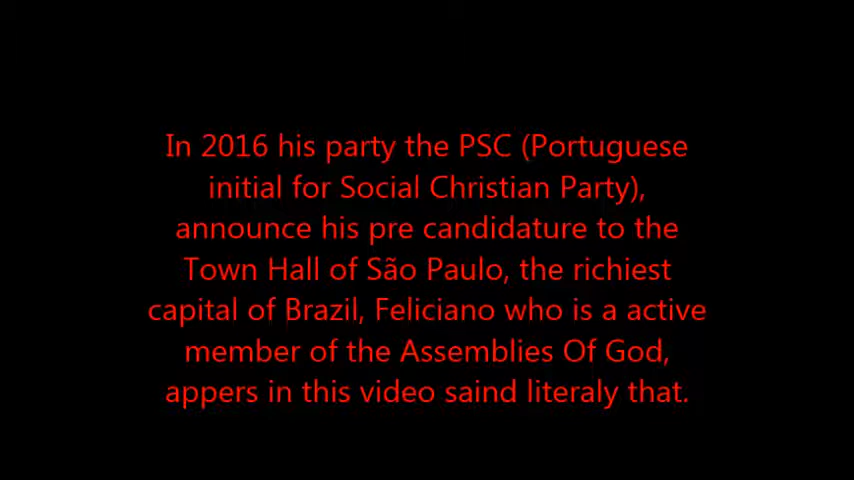 In 2016 his party the PSC (Portuguese
initial for Social Christian Party),
announce his pre candidature to the
Town Hall of São Paulo, the richiest
capital of Brazil, Feliciano who is a active
member of the Assemblies Of God,
appers in this video saind literaly that.